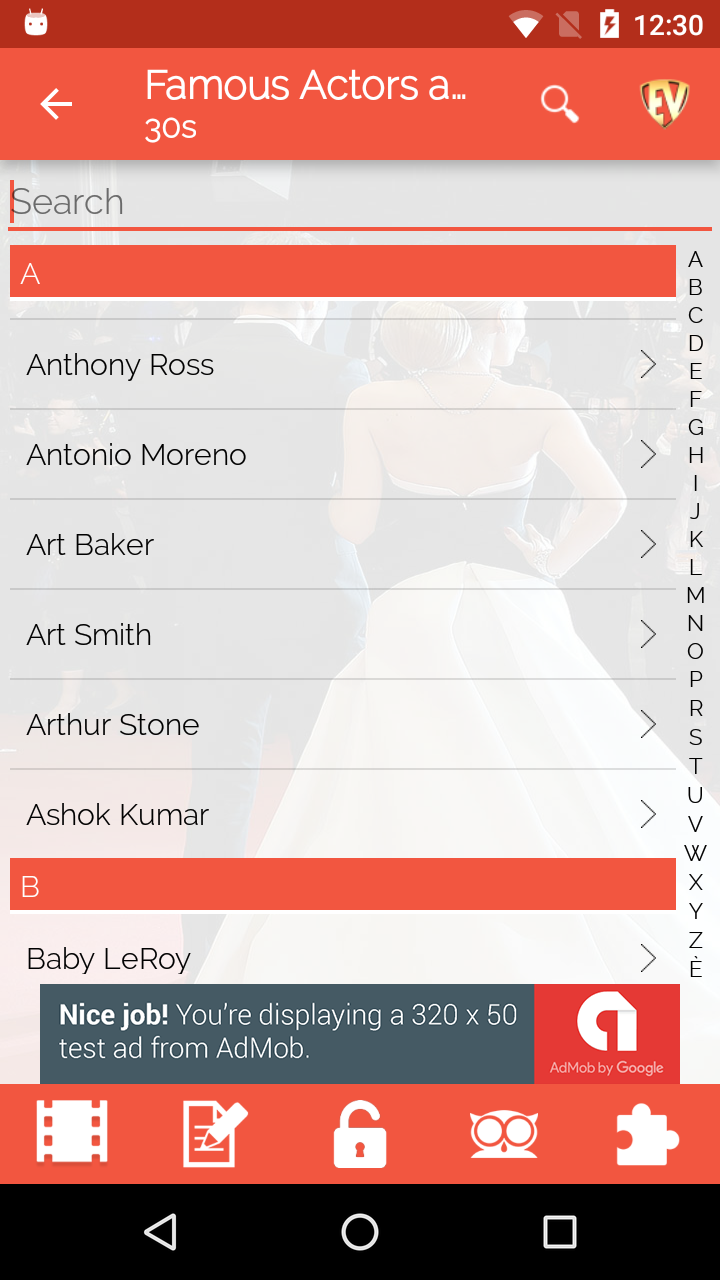 12:30
Famous Actors a...
30s
EV
Search
A
Anthony Ross
Antonio Moreno
Art Baker
Art Smith
Arthur Stone
Ashok Kumar
B
Baby LeRoy
A
B
C
D
E
F
G
H
I
J
K
L
M
N
O
P
R
S
T
U
V
W
X
Y
Z
È
Nice job! You're displaying a 320 x 50
test ad from AdMob.
AdMob by Google